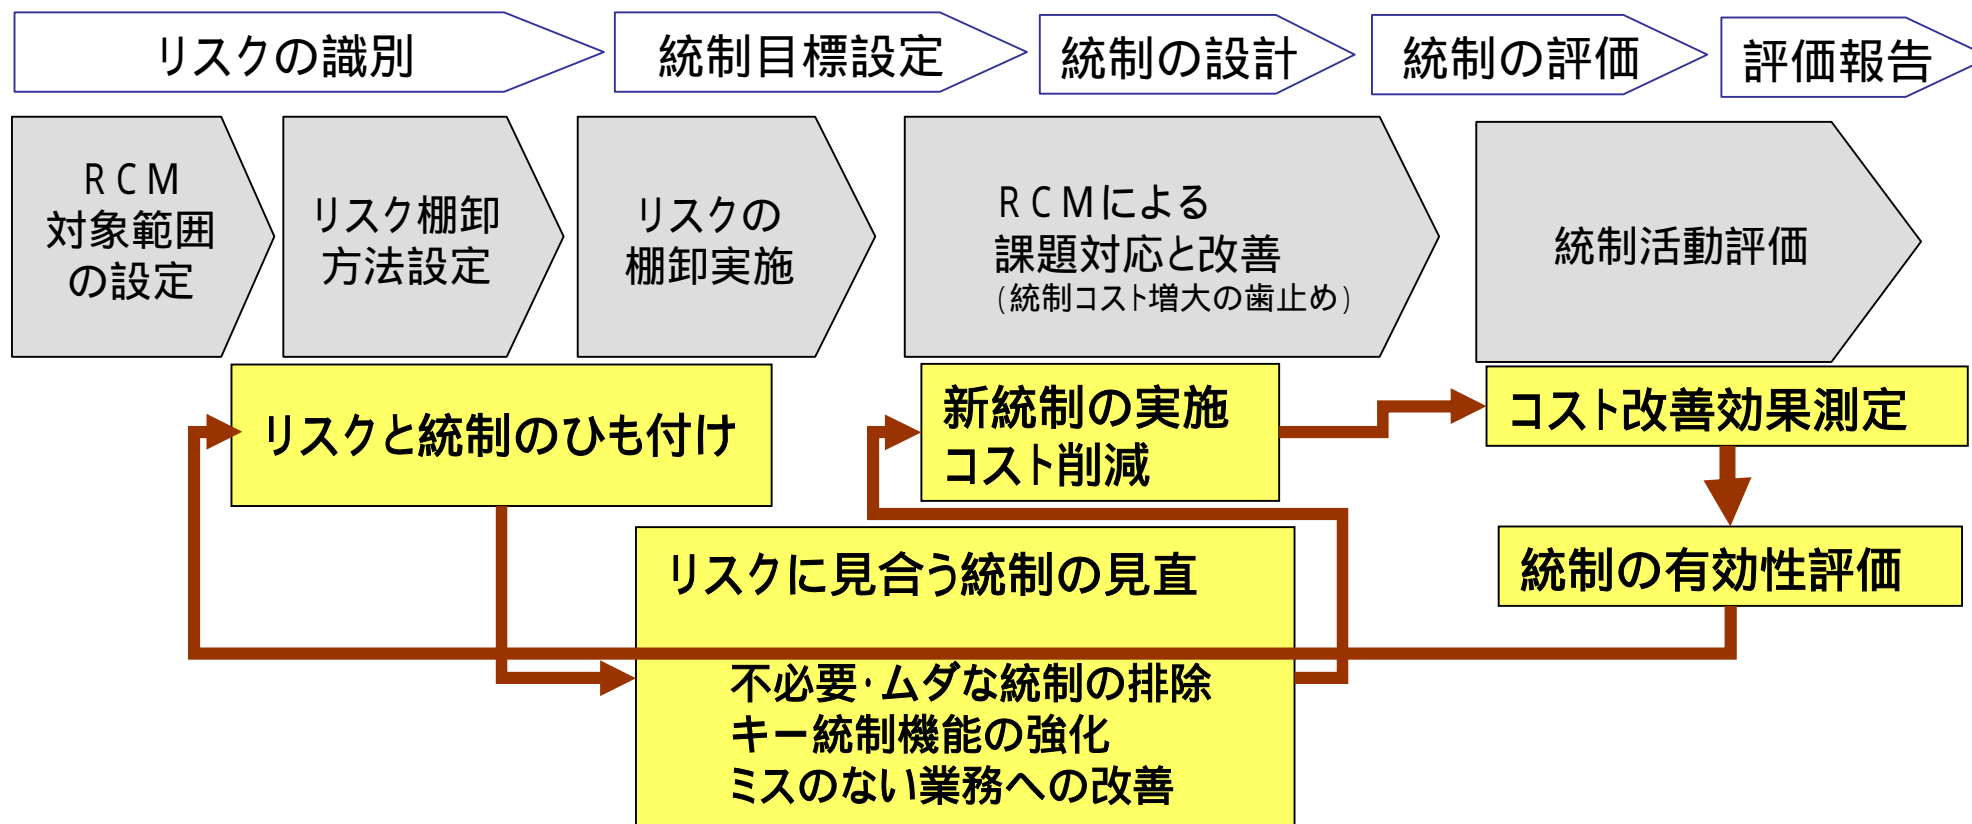 リスクの識別
統制目標設定
統制の設計
統制の評価
評価報告
RCM
対象範囲
の設定
リスク棚卸
方法設定
リスクの
棚卸実施
RCMによる
課題対応と改善
(統制コスト増大の歯止め)
統制活動評価
リスクと統制のひも付け
新統制の実施
コスト削減
コスト改善効果測定
統制の有効性評価
リスクに見合う統制の見直
不必要・ムダな統制の排除
キー統制機能の強化
ミスのない業務への改善